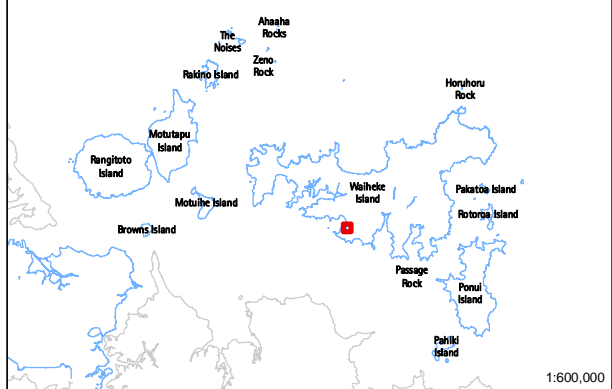 Ahaaha
Rocks
The
Noises
Zeno
Rock
Rakino Island
Horuhoru
Rock
Motutapu
Island
Rangitoto
Island
Waiheke
Island
Pakatoa Island
Motuihe Island
Rotoroa Island
Browns Island
Passage
Rock
Ponui
Island
Pahiki
Island
1:600,000